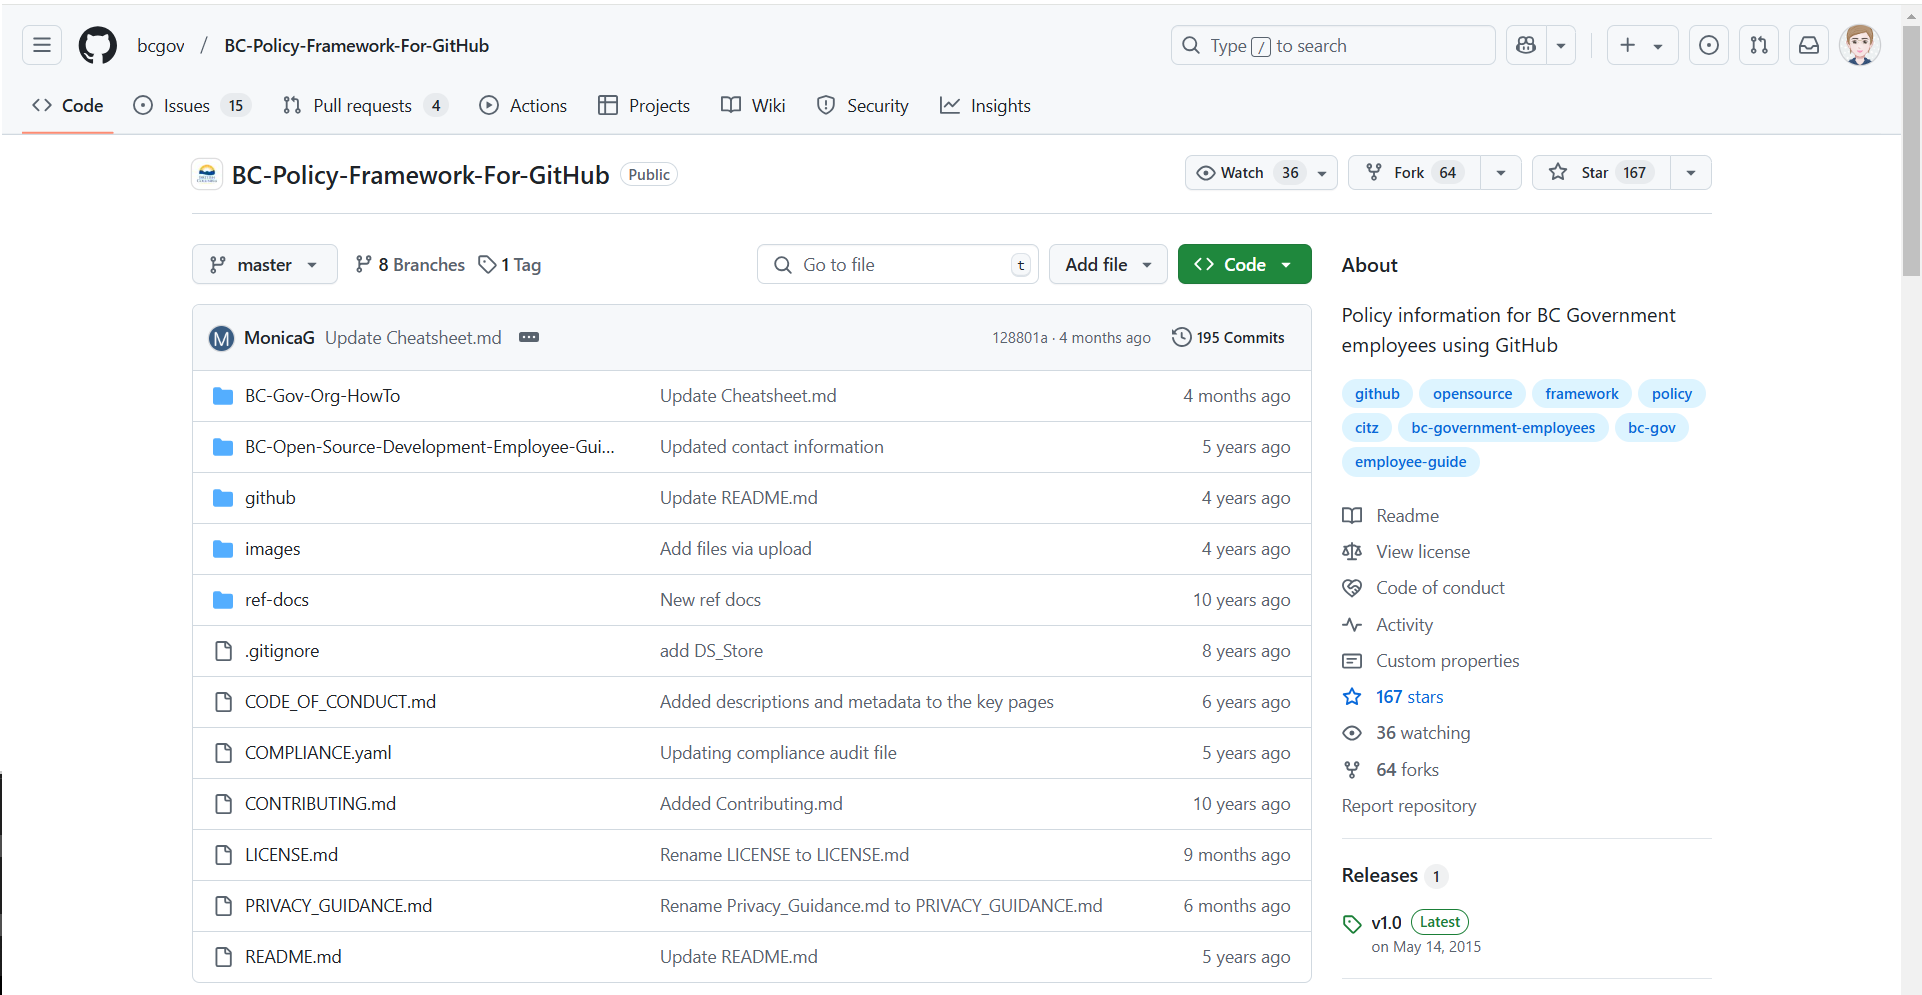 bcgov / BC-Policy-Framework-For-GitHub
Type / to search
Code
Issues 15
Pull requests 4
Actions
Projects
Wiki
Security
Insights
BC-Policy-Framework-For-GitHub Public
Watch 36
Fork 64
Star 167
master
8 Branches
1 Tag
Go to file t
Add file
Code
M MonicaG Update Cheatsheet.md 128801a · 4 months ago 195 Commits
BC-Gov-Org-HowTo Update Cheatsheet.md 4 months ago
BC-Open-Source-Development-Employee-Gui... Updated contact information 5 years ago
github Update README.md 4 years ago
images Add files via upload 4 years ago
ref-docs New ref docs 10 years ago
.gitignore add DS_Store 8 years ago
CODE_OF_CONDUCT.md Added descriptions and metadata to the key pages 6 years ago
COMPLIANCE.yaml Updating compliance audit file 5 years ago
CONTRIBUTING.md Added Contributing.md 10 years ago
LICENSE.md Rename LICENSE to LICENSE.md 9 months ago
PRIVACY_GUIDANCE.md Rename Privacy_Guidance.md to PRIVACY_GUIDANCE.md 6 months ago
README.md Update README.md 5 years ago
About
Policy information for BC Government
employees using GitHub
github opensource framework policy
citz bc-government-employees bc-gov
employee-guide
Readme
View license
Code of conduct
Activity
Custom properties
167 stars
36 watching
64 forks
Report repository
Releases 1
v1.0 Latest
on May 14, 2015